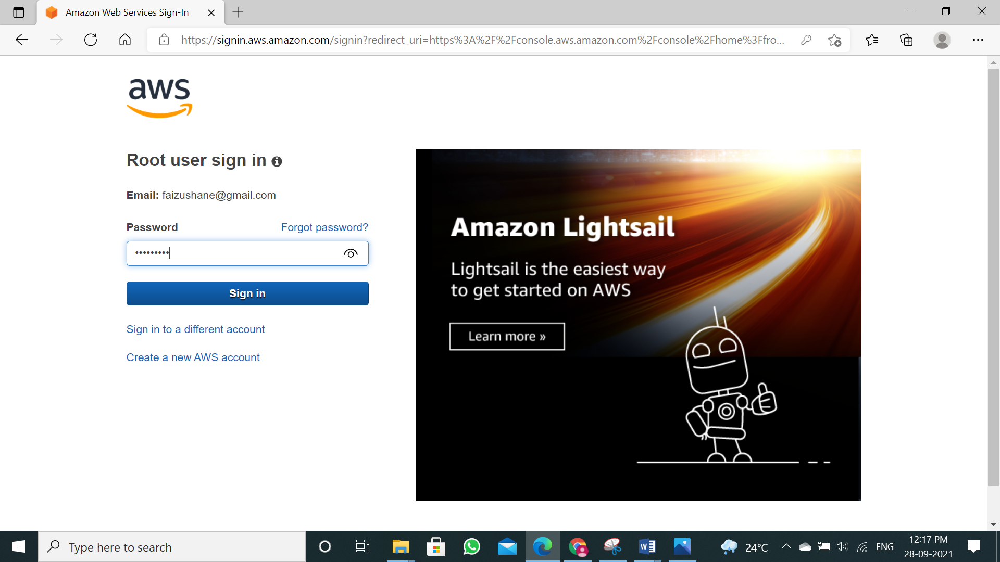 Amazon Web Services Sign-In
https://signin.aws.amazon.com/signin?redirect_uri=https%3A%2F%2Fconsole.aws.amazon.com%2Fconsole%2Fhome%3Ffro...
aws
Root user sign in
Email: faizushane@gmail.com
Password Forgot password?
•••••••••
Sign in
Sign in to a different account
Create a new AWS account
Amazon Lightsail
Lightsail is the easiest way
to get started on AWS
Learn more »
Type here to search
24°C
ENG
12:17 PM
28-09-2021